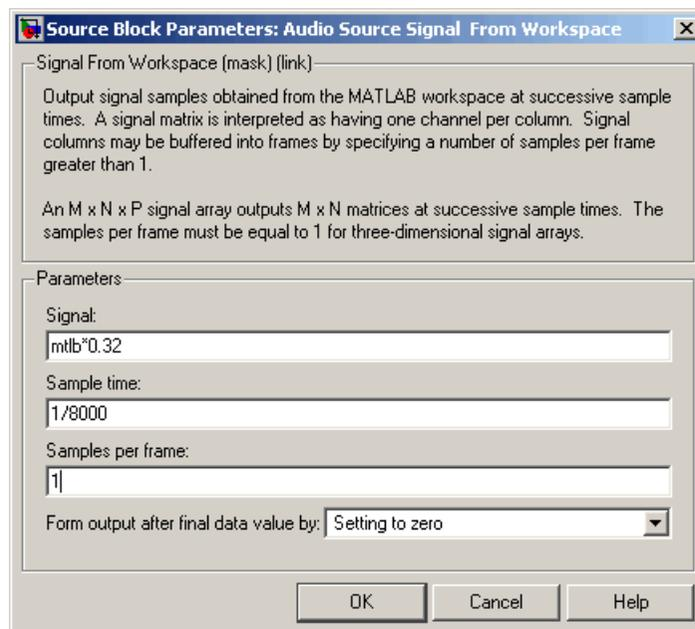 Source Block Parameters: Audio Source Signal From Workspace
Signal From Workspace (mask) (link)
Output signal samples obtained from the MATLAB workspace at successive sample
times. A signal matrix is interpreted as having one channel per column. Signal
columns may be buffered into frames by specifying a number of samples per frame
greater than 1.
An M x N x P signal array outputs M x N matrices at successive sample times. The
samples per frame must be equal to 1 for three-dimensional signal arrays.
Parameters
Signal:
mtlb*0.32
Sample time:
1/8000
Samples per frame:
1
Form output after final data value by: Setting to zero
OK Cancel Help